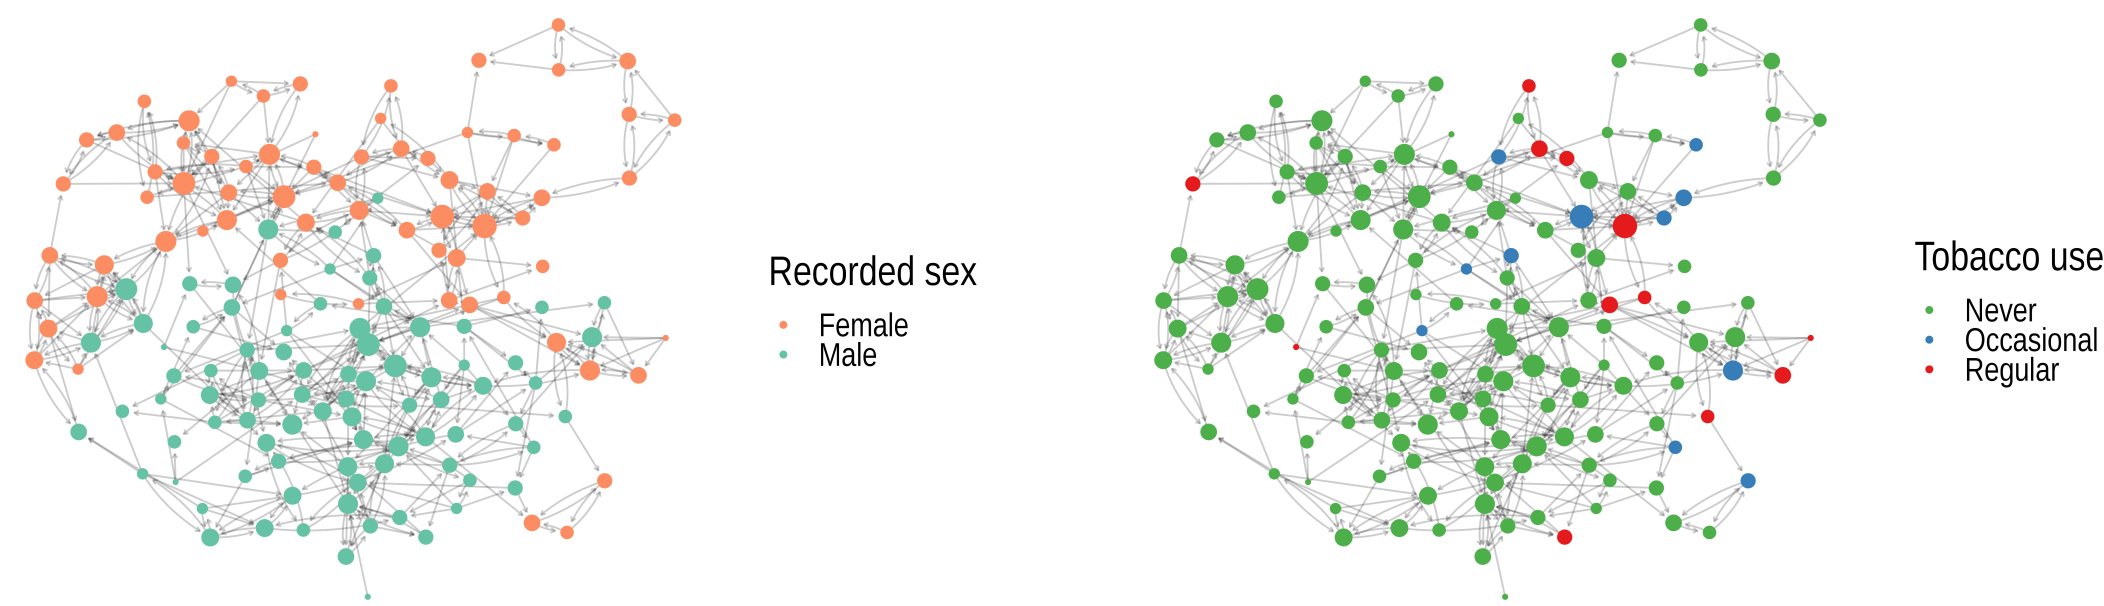 Recorded sex
Female
Male
Tobacco use
Never
Occasional
Regular